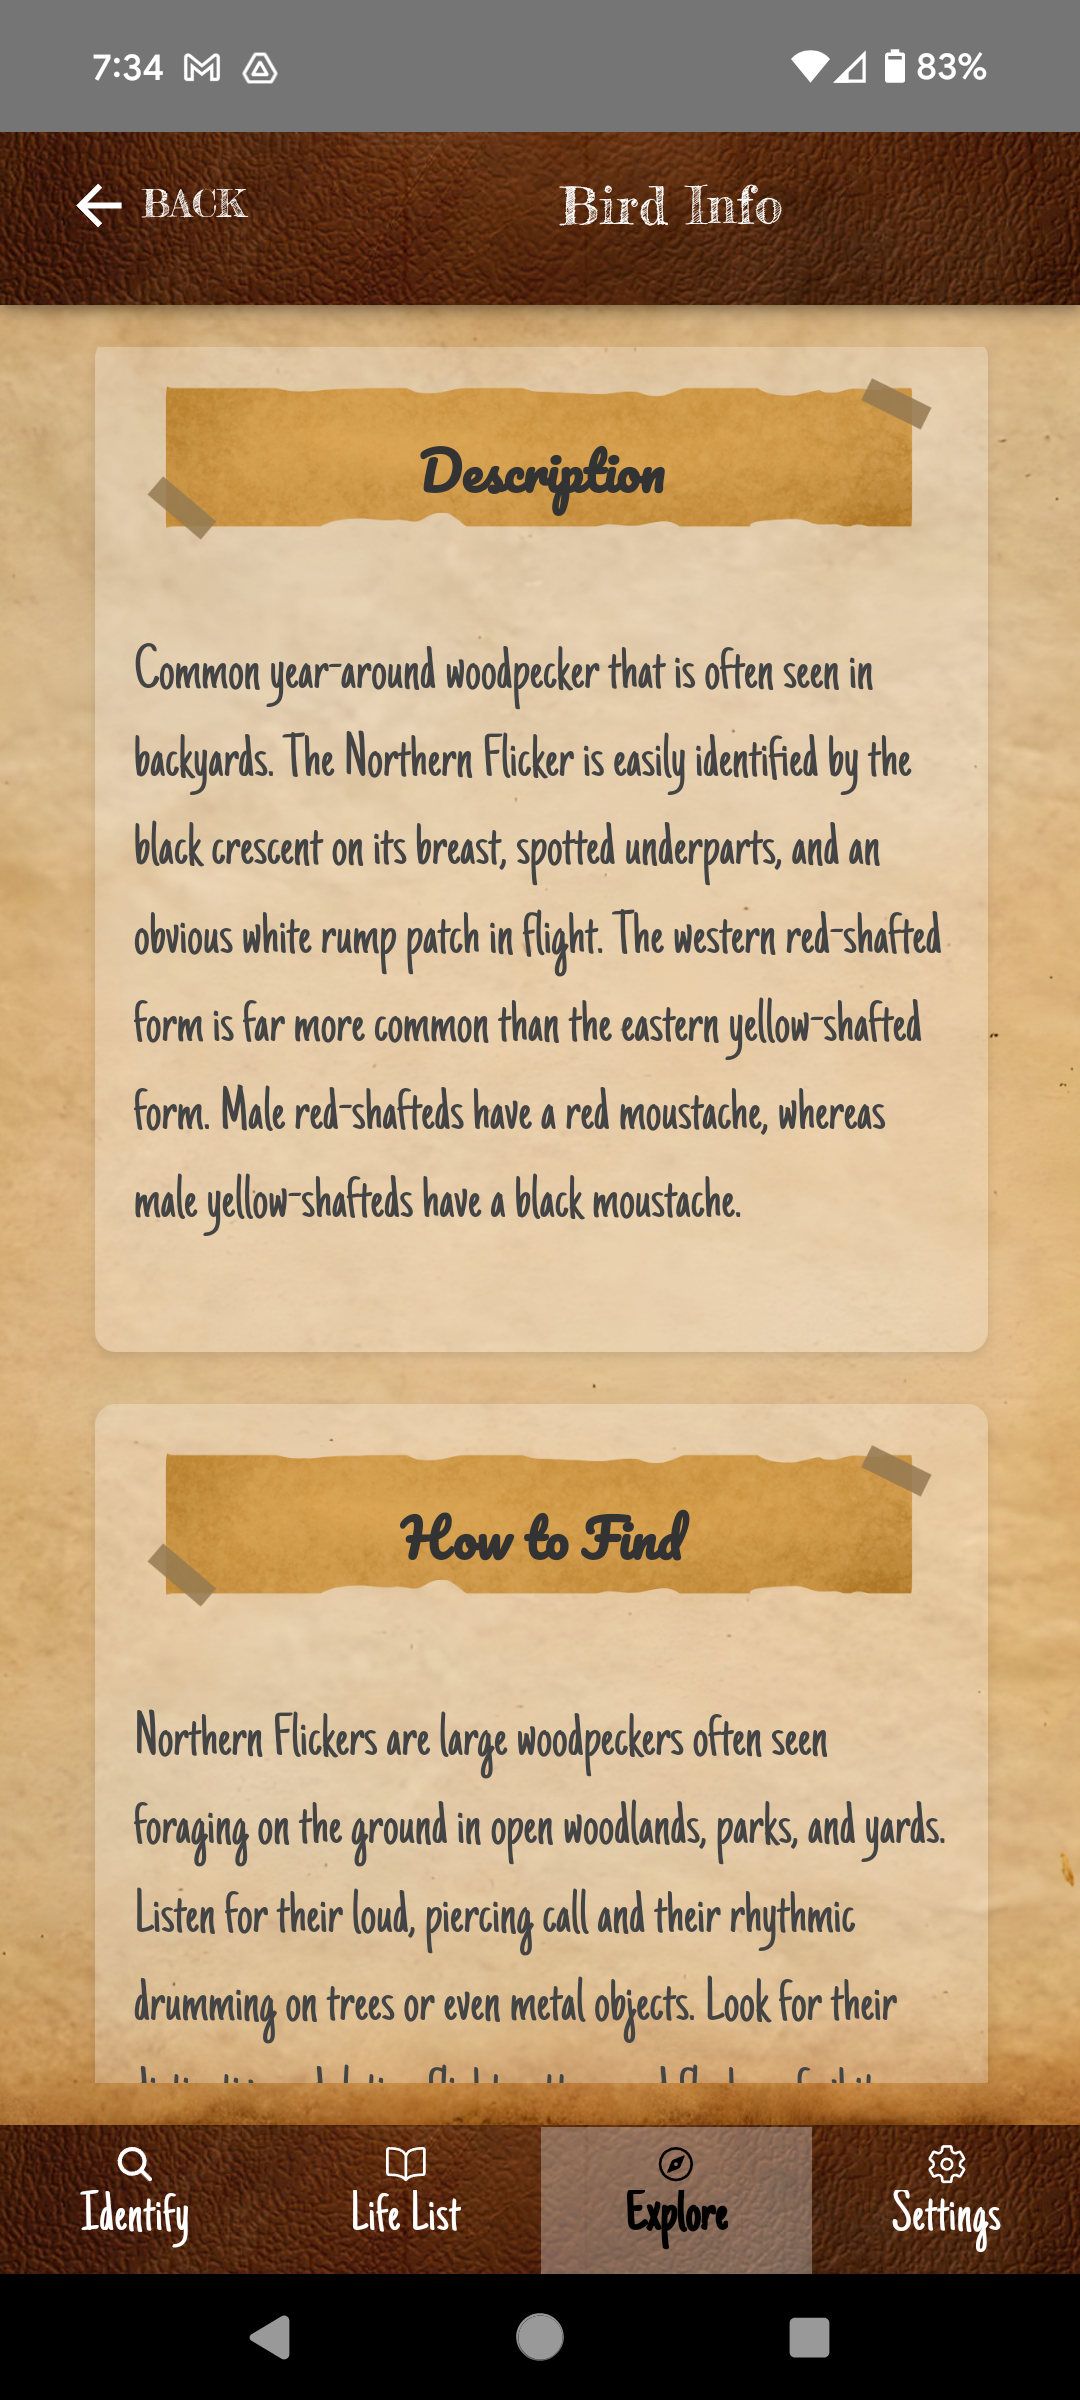 7:34 83%
BACK Bird Info
Description
Common year-around woodpecker that is often seen in
backyards. The Northern Flicker is easily identified by the
black crescent on its breast, spotted underparts, and an
obvious white rump patch in flight. The western red-shafted
form is far more common than the eastern yellow-shafted
form. Male red-shafteds have a red moustache, whereas
male yellow-shafteds have a black moustache.
How to Find
Northern Flickers are large woodpeckers often seen
foraging on the ground in open woodlands, parks, and yards.
Listen for their loud, piercing call and their rhythmic
drumming on trees or even metal objects. Look for their
Identify Life List Explore Settings